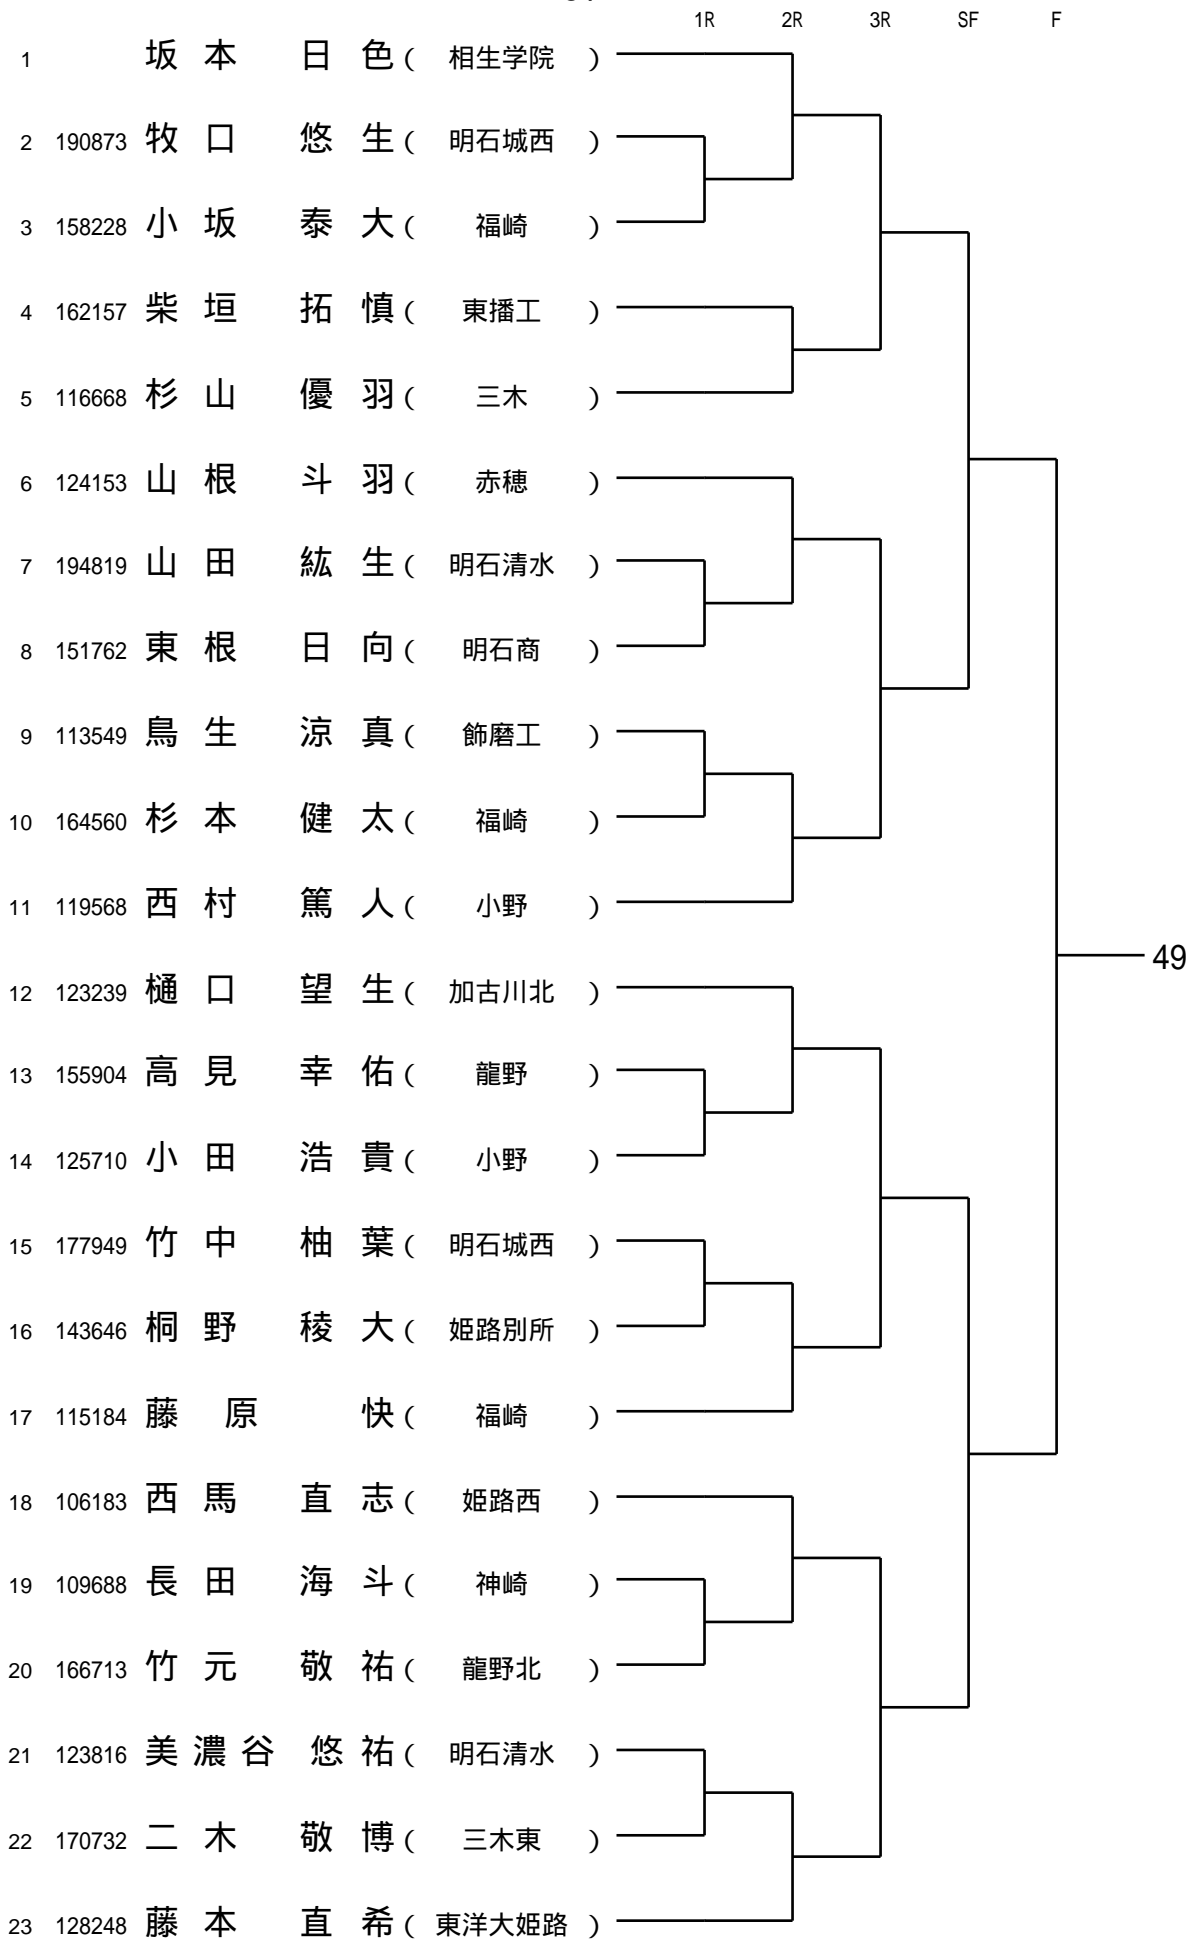 1R 2R 3R SF F
1 坂本 日色 ( 相生学院 )
2 190873 牧口 悠生 ( 明石城西 )
3 158228 小坂 泰大 ( 福崎 )
4 162157 柴垣 拓慎 ( 東播工 )
5 116668 杉山 優羽 ( 三木 )
6 124153 山根 斗羽 ( 赤穂 )
7 194819 山田 紘生 ( 明石清水 )
8 151762 東根 日向 ( 明石商 )
9 113549 鳥生 涼真 ( 飾磨工 )
10 164560 杉本 健太 ( 福崎 )
11 119568 西村 篤人 ( 小野 )
49
12 123239 樋口 望生 ( 加古川北 )
13 155904 高見 幸佑 ( 龍野 )
14 125710 小田 浩貴 ( 小野 )
15 177949 竹中 柚葉 ( 明石城西 )
16 143646 桐野 稜大 ( 姫路別所 )
17 115184 藤原 快 ( 福崎 )
18 106183 西馬 直志 ( 姫路西 )
19 109688 長田 海斗 ( 神崎 )
20 166713 竹元 敬祐 ( 龍野北 )
21 123816 美濃谷 悠祐 ( 明石清水 )
22 170732 二木 敬博 ( 三木東 )
23 128248 藤本 直希 ( 東洋大姫路 )